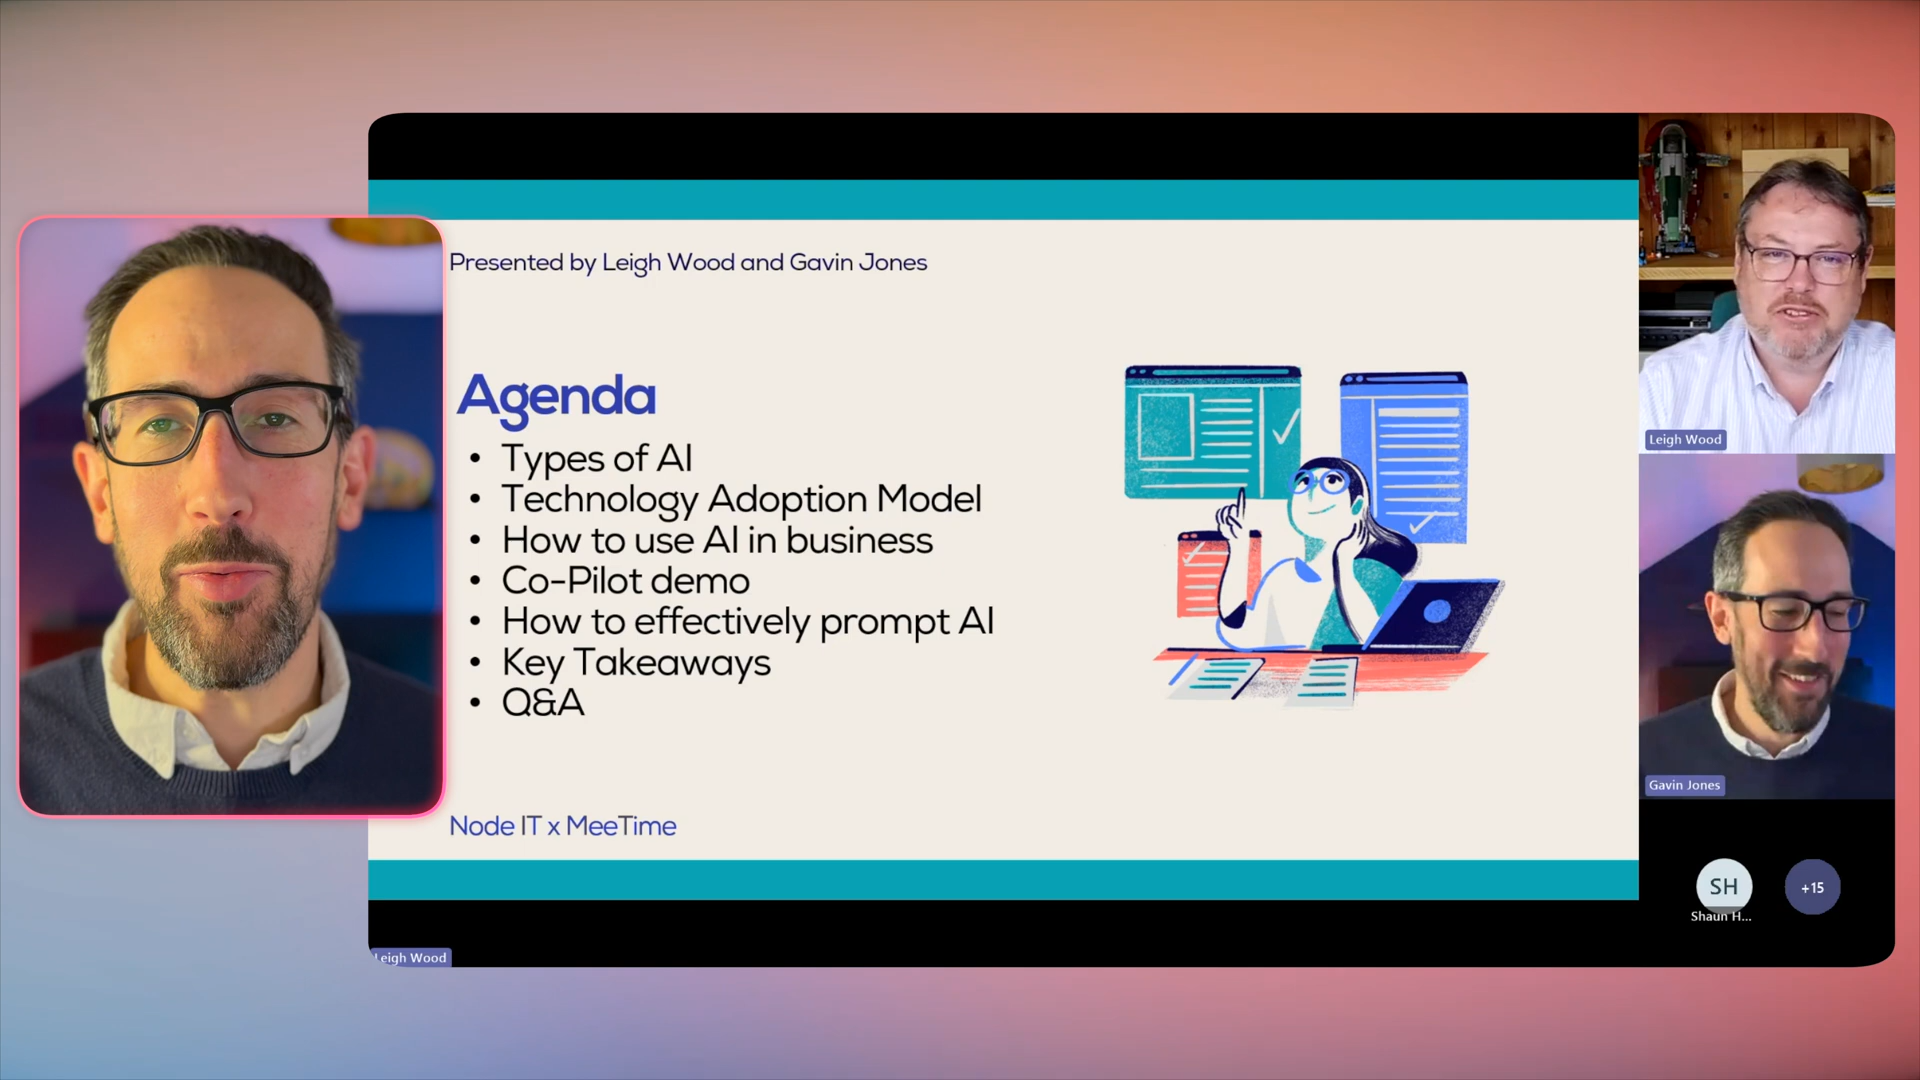 Presented by Leigh Wood and Gavin Jones
Agenda
• Types of AI
• Technology Adoption Model
• How to use AI in business
• Co-Pilot demo
• How to effectively prompt AI
• Key Takeaways
• Q&A
Node IT x MeeTime
Leigh Wood
Leigh Wood
Gavin Jones
SH
+15
Shaun H...